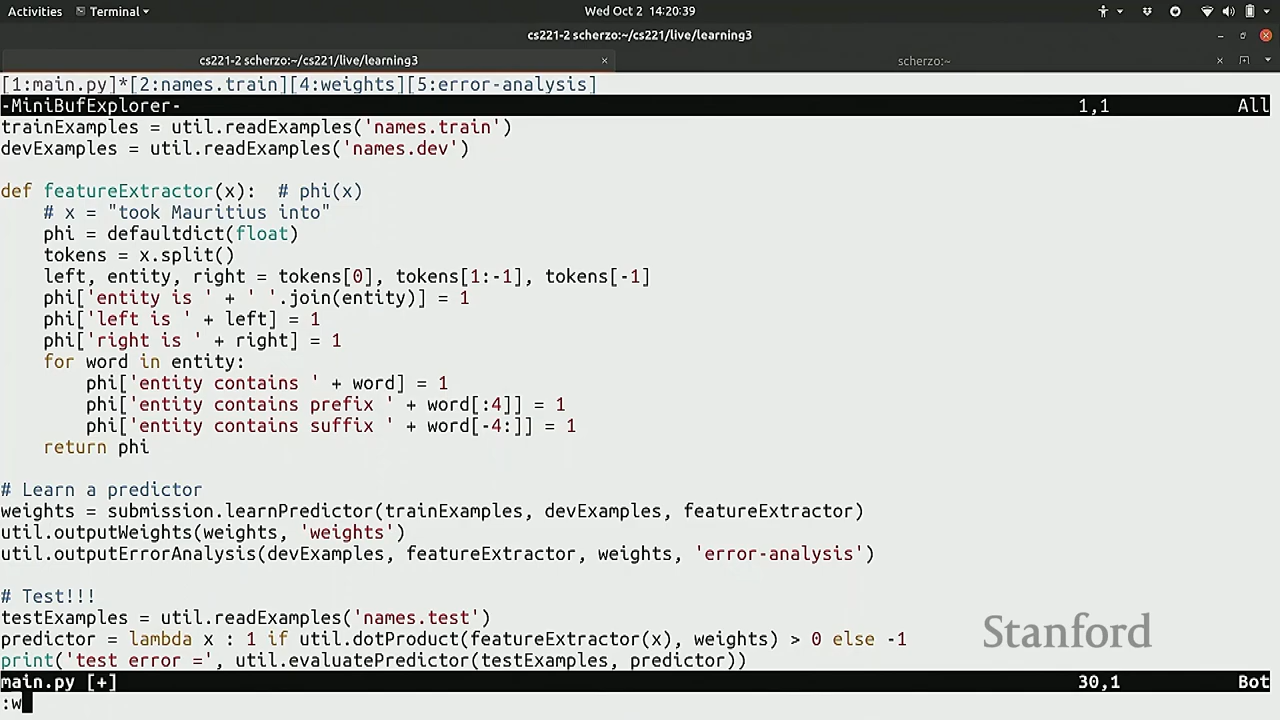 Activities Terminal Wed Oct 2 14:20:39
cs221-2 scherzo:~/cs221/live/learning3
cs221-2 scherzo:~/cs221/live/learning3 × scherzo:~ ×
[1:main.py]*[2:names.train][4:weights][5:error-analysis]
-MiniBufExplorer- 1,1 All
trainExamples = util.readExamples('names.train')
devExamples = util.readExamples('names.dev')
def featureExtractor(x):  # phi(x)
    # x = "took Mauritius into"
    phi = defaultdict(float)
    tokens = x.split()
    left, entity, right = tokens[0], tokens[1:-1], tokens[-1]
    phi['entity is ' + ' '.join(entity)] = 1
    phi['left is ' + left] = 1
    phi['right is ' + right] = 1
    for word in entity:
        phi['entity contains ' + word] = 1
        phi['entity contains prefix ' + word[:4]] = 1
        phi['entity contains suffix ' + word[-4:]] = 1
    return phi
# Learn a predictor
weights = submission.learnPredictor(trainExamples, devExamples, featureExtractor)
util.outputWeights(weights, 'weights')
util.outputErrorAnalysis(devExamples, featureExtractor, weights, 'error-analysis')
# Test!!!
testExamples = util.readExamples('names.test')
predictor = lambda x : 1 if util.dotProduct(featureExtractor(x), weights) > 0 else -1
print('test error =', util.evaluatePredictor(testExamples, predictor))
Stanford
main.py [+] 30,1 Bot
:w